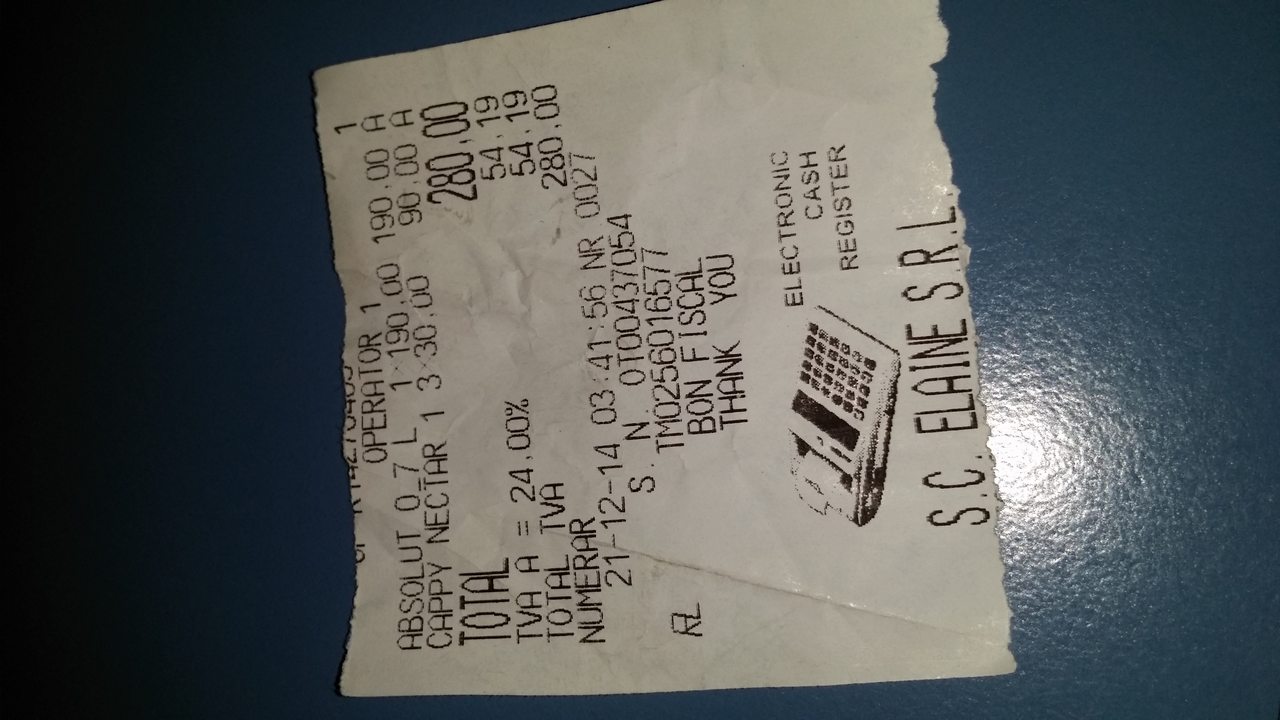 OPERATOR 1 1
ABSOLUT 0-7 L 1×190.00 190.00 A
CAPPY NECTAR 1 3×30.00 90.00 A
TOTAL 280.00
TVA A = 24.00% 54.19
TOTAL TVA 54.19
NUMERAR 280.00
21-12-14 03:41:56 NR 0027
S. N. OT00437054
TM0256016577
BON FISCAL
THANK YOU
ELECTRONIC
CASH
REGISTER
S.C. ELAINE S.R.L.